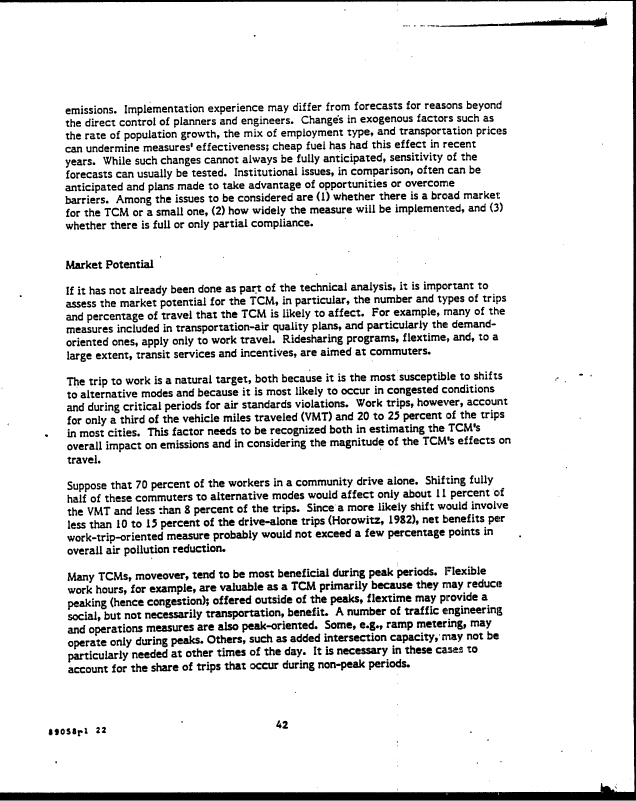 emissions. Implementation experience may differ from forecasts for reasons beyond
the direct control of planners and engineers. Changes in exogenous factors such as
the rate of population growth, the mix of employment type, and transportation prices
can undermine measures' effectiveness; cheap fuel has had this effect in recent
years. While such changes cannot always be fully anticipated, sensitivity of the
forecasts can usually be tested. Institutional issues, in comparison, often can be
anticipated and plans made to take advantage of opportunities or overcome
barriers. Among the issues to be considered are (1) whether there is a broad market
for the TCM or a small one, (2) how widely the measure will be implemented, and (3)
whether there is full or only partial compliance.
Market Potential
If it has not already been done as part of the technical analysis, it is important to
assess the market potential for the TCM, in particular, the number and types of trips
and percentage of travel that the TCM is likely to affect. For example, many of the
measures included in transportation-air quality plans, and particularly the demand-
oriented ones, apply only to work travel. Ridesharing programs, flextime, and, to a
large extent, transit services and incentives, are aimed at commuters.
The trip to work is a natural target, both because it is the most susceptible to shifts
to alternative modes and because it is most likely to occur in congested conditions
and during critical periods for air standards violations. Work trips, however, account
for only a third of the vehicle miles traveled (VMT) and 20 to 25 percent of the trips
in most cities. This factor needs to be recognized both in estimating the TCM's
overall impact on emissions and in considering the magnitude of the TCM's effects on
travel.
Suppose that 70 percent of the workers in a community drive alone. Shifting fully
half of these commuters to alternative modes would affect only about 11 percent of
the VMT and less than 8 percent of the trips. Since a more likely shift would involve
less than 10 to 15 percent of the drive-alone trips (Horowitz, 1982), net benefits per
work-trip-oriented measure probably would not exceed a few percentage points in
overall air pollution reduction.
Many TCMs, moveover, tend to be most beneficial during peak periods. Flexible
work hours, for example, are valuable as a TCM primarily because they may reduce
peaking (hence congestion); offered outside of the peaks, flextime may provide a
social, but not necessarily transportation, benefit. A number of traffic engineering
and operations measures are also peak-oriented. Some, e.g., ramp metering, may
operate only during peaks. Others, such as added intersection capacity, may not be
particularly needed at other times of the day. It is necessary in these cases to
account for the share of trips that occur during non-peak periods.
42
89058r1 22